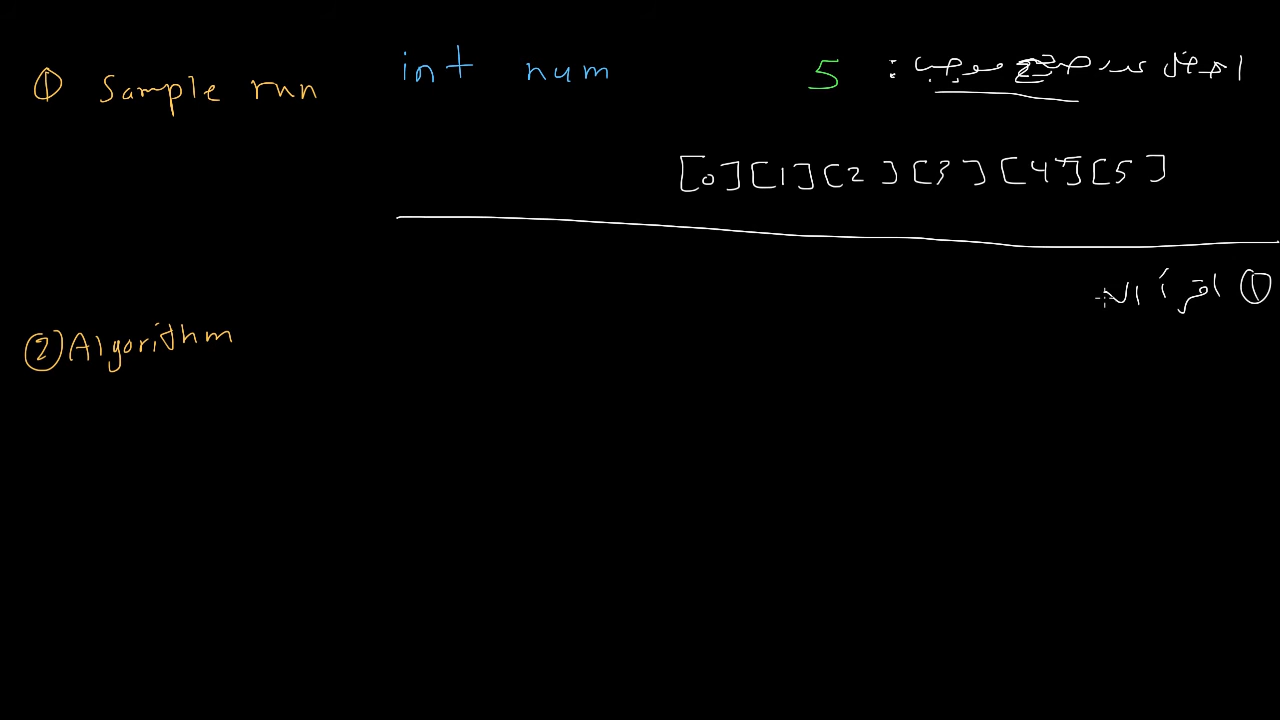 ① Sample run
int num
ادخل عدد صحيح موجب : 5
[0][1][2][3][4][5]
① اقرأ ال
② Algorithm